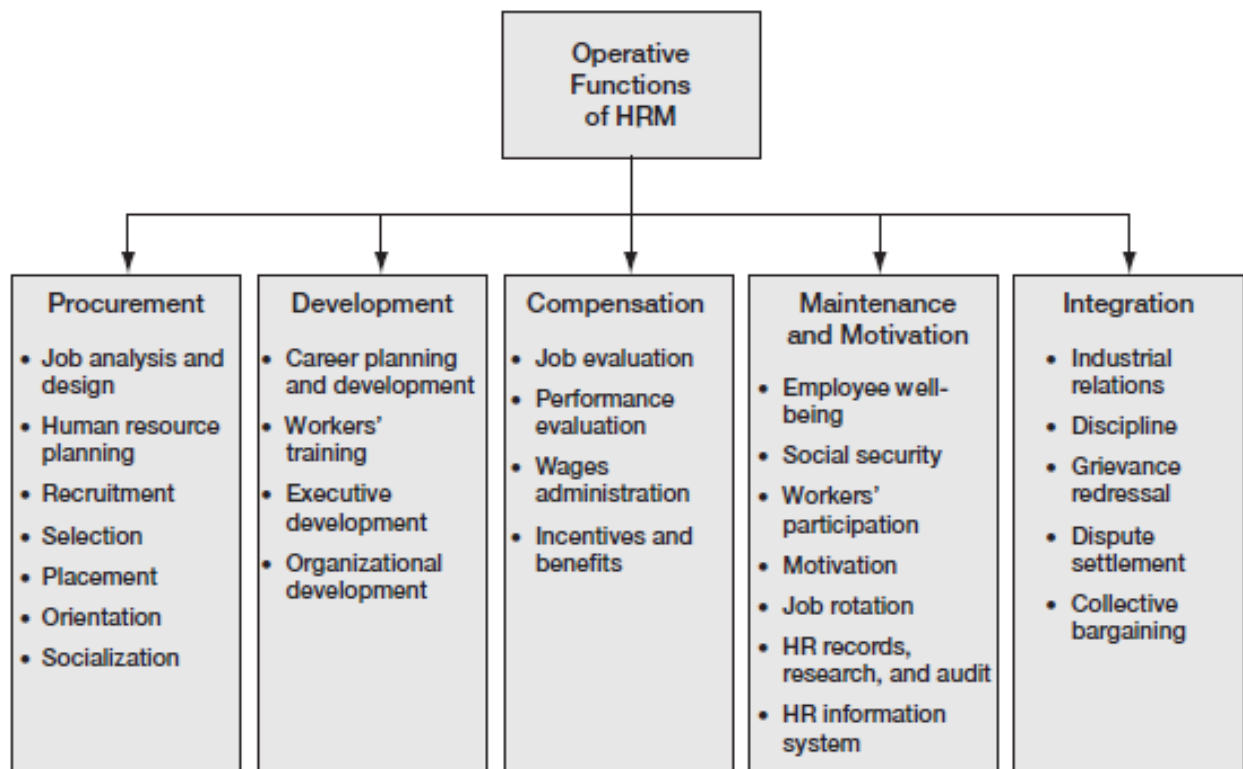 Operative
Functions
of HRM
Procurement
• Job analysis and
design
• Human resource
planning
• Recruitment
• Selection
• Placement
• Orientation
• Socialization
Development
• Career planning
and development
• Workers'
training
• Executive
development
• Organizational
development
Compensation
• Job evaluation
• Performance
evaluation
• Wages
administration
• Incentives and
benefits
Maintenance
and Motivation
• Employee well-
being
• Social security
• Workers'
participation
• Motivation
• Job rotation
• HR records,
research, and audit
• HR information
system
Integration
• Industrial
relations
• Discipline
• Grievance
redressal
• Dispute
settlement
• Collective
bargaining